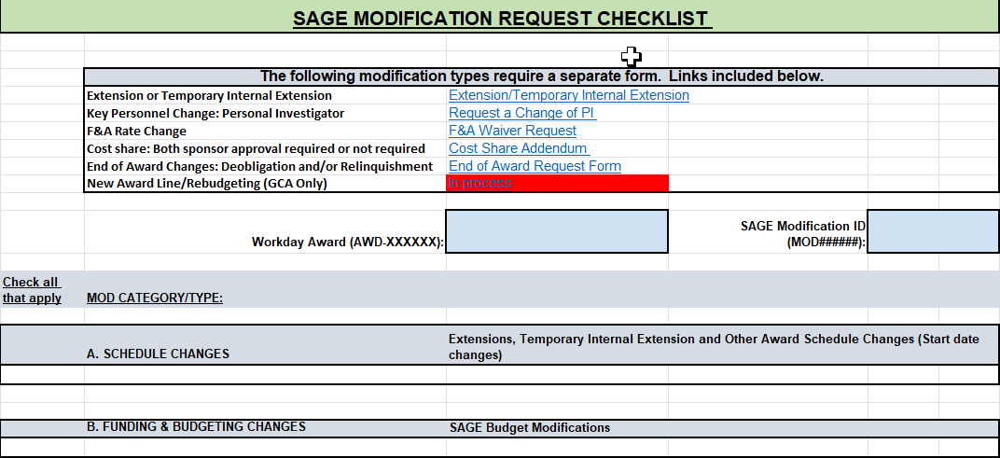 SAGE MODIFICATION REQUEST CHECKLIST
The following modification types require a separate form. Links included below.
Extension or Temporary Internal Extension Extension/Temporary Internal Extension
Key Personnel Change: Personal Investigator Request a Change of PI
F&A Rate Change F&A Waiver Request
Cost share: Both sponsor approval required or not required Cost Share Addendum
End of Award Changes: Deobligation and/or Relinquishment End of Award Request Form
New Award Line/Rebudgeting (GCA Only) In process
Workday Award (AWD-XXXXXX):
SAGE Modification ID
(MOD######):
Check all
that apply MOD CATEGORY/TYPE:
A. SCHEDULE CHANGES
Extensions, Temporary Internal Extension and Other Award Schedule Changes (Start date
changes)
B. FUNDING & BUDGETING CHANGES SAGE Budget Modifications